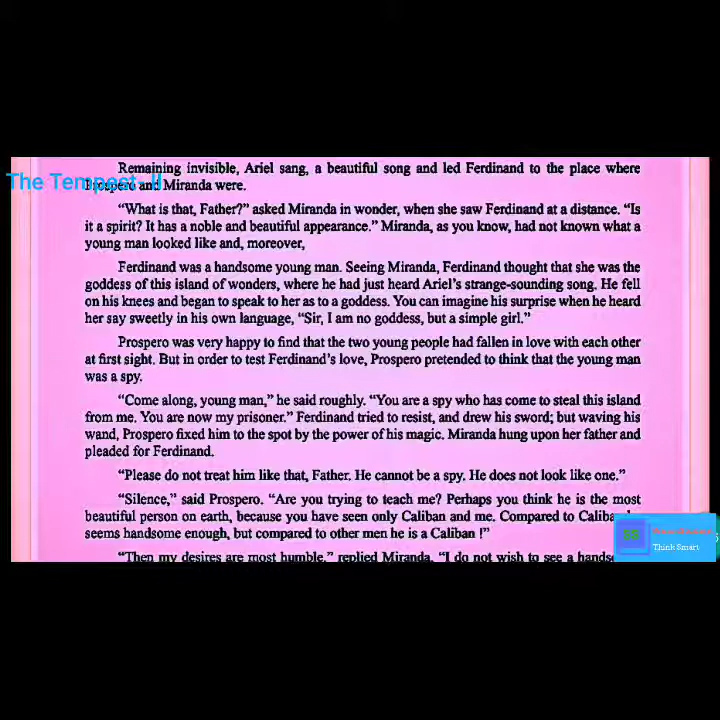 The Tempest- II
Remaining invisible, Ariel sang, a beautiful song and led Ferdinand to the place where
Prospero and Miranda were.
“What is that, Father?” asked Miranda in wonder, when she saw Ferdinand at a distance. “Is
it a spirit? It has a noble and beautiful appearance.” Miranda, as you know, had not known what a
young man looked like and, moreover,
Ferdinand was a handsome young man. Seeing Miranda, Ferdinand thought that she was the
goddess of this island of wonders, where he had just heard Ariel’s strange-sounding song. He fell
on his knees and began to speak to her as to a goddess. You can imagine his surprise when he heard
her say sweetly in his own language, “Sir, I am no goddess, but a simple girl.”
Prospero was very happy to find that the two young people had fallen in love with each other
at first sight. But in order to test Ferdinand’s love, Prospero pretended to think that the young man
was a spy.
“Come along, young man,” he said roughly. “You are a spy who has come to steal this island
from me. You are now my prisoner.” Ferdinand tried to resist, and drew his sword; but waving his
wand, Prospero fixed him to the spot by the power of his magic. Miranda hung upon her father and
pleaded for Ferdinand.
“Please do not treat him like that, Father. He cannot be a spy. He does not look like one.”
“Silence,” said Prospero. “Are you trying to teach me? Perhaps you think he is the most
beautiful person on earth, because you have seen only Caliban and me. Compared to
seems handsome enough, but compared to other men he is a Caliban !”
“Then my desires are most humble,” replied Miranda. “I do not wish to see a
Think Smart